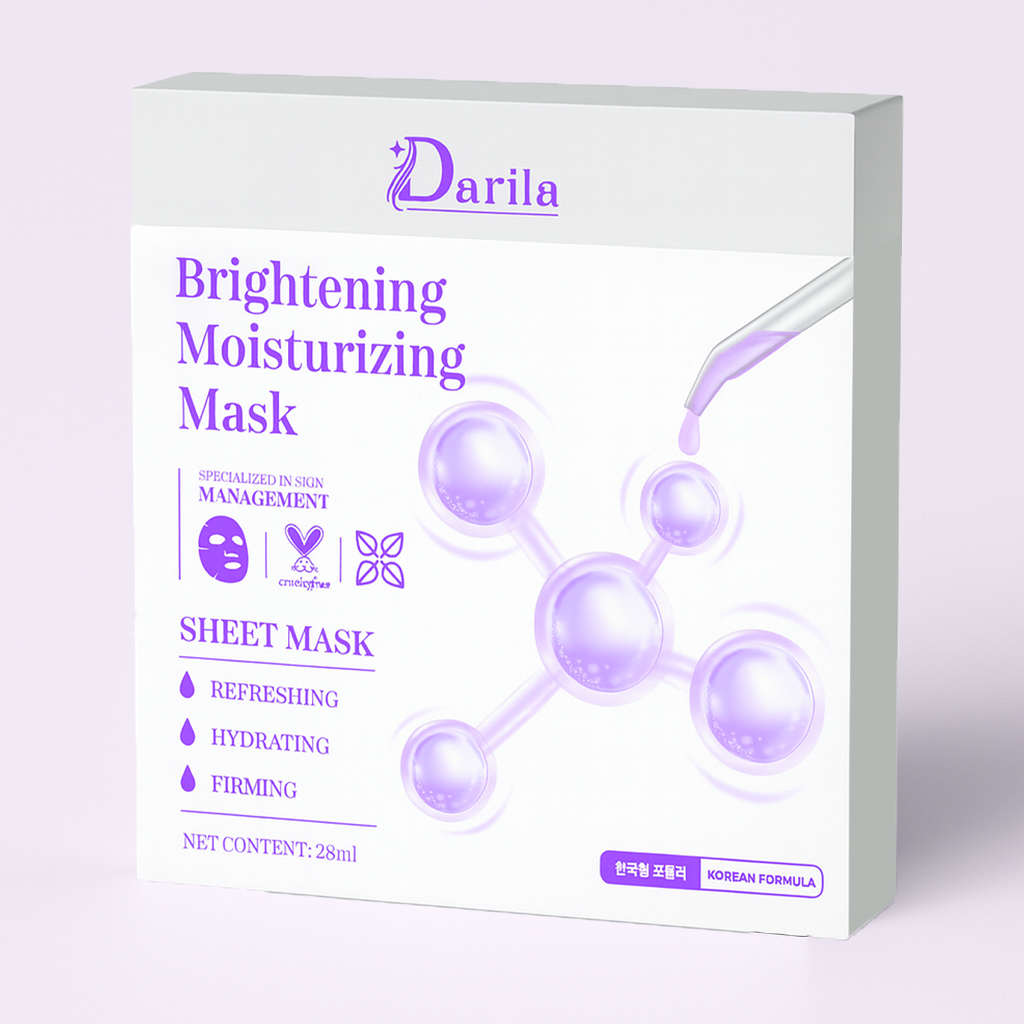 Darila
Brightening
Moisturizing
Mask
SPECIALIZED IN SIGN
MANAGEMENT
crueltyfree
SHEET MASK
REFRESHING
HYDRATING
FIRMING
NET CONTENT: 28ml
한국형 포뮬러 KOREAN FORMULA